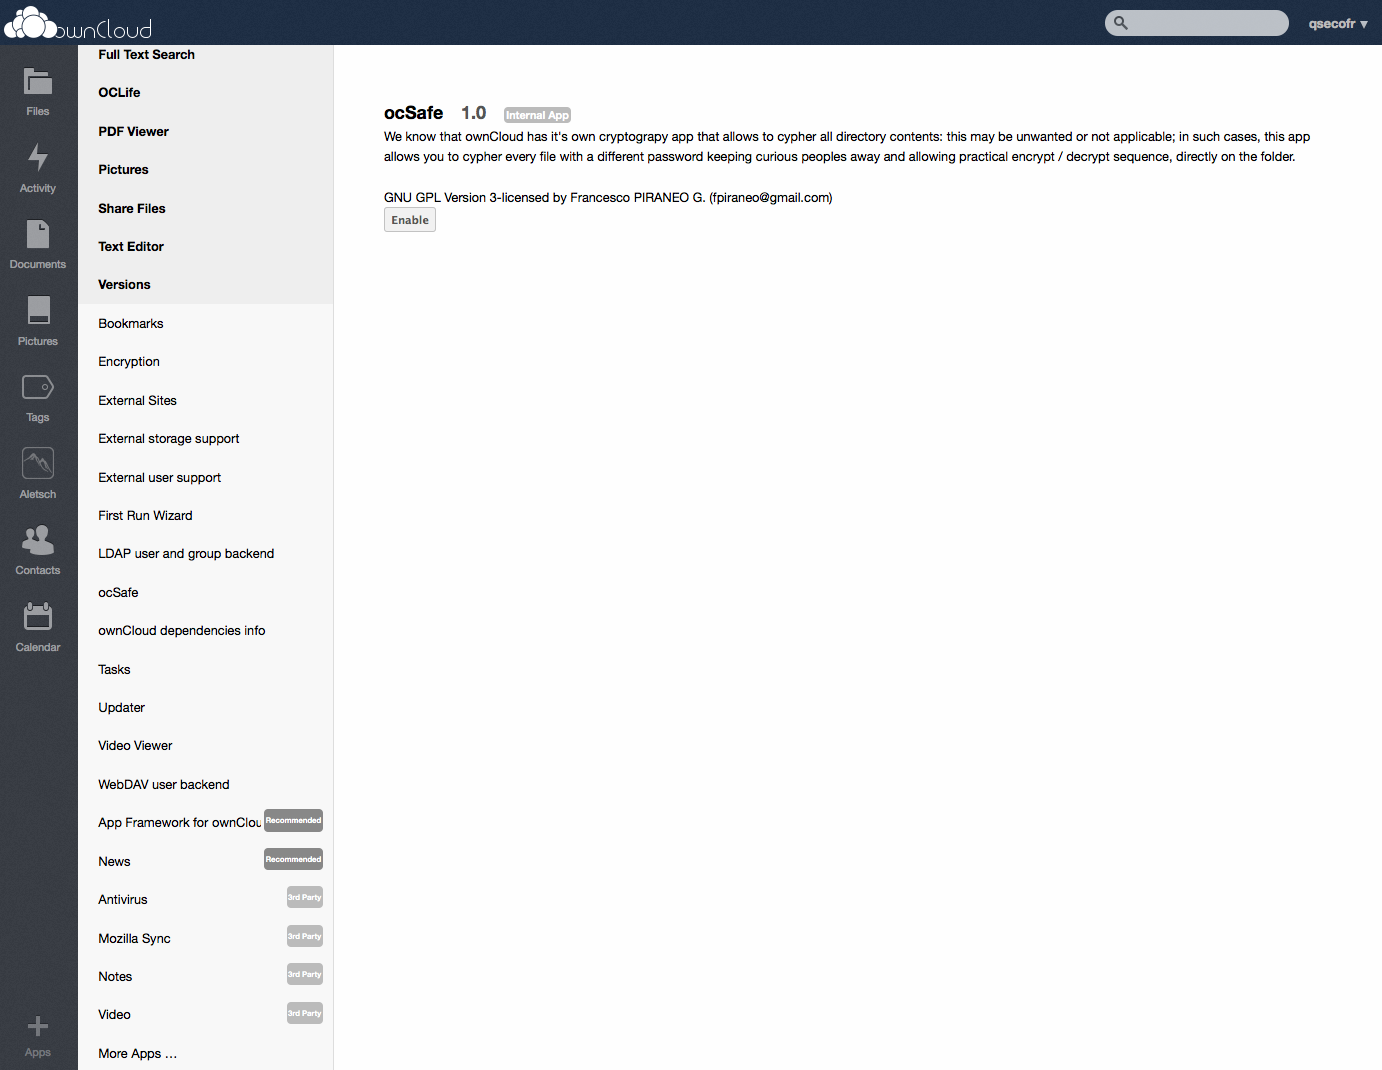 ownCloud
qsecofr ▼
Files
Activity
Documents
Pictures
Tags
Aletsch
Contacts
Calendar
Apps
Full Text Search
OCLife
PDF Viewer
Pictures
Share Files
Text Editor
Versions
Bookmarks
Encryption
External Sites
External storage support
External user support
First Run Wizard
LDAP user and group backend
ocSafe
ownCloud dependencies info
Tasks
Updater
Video Viewer
WebDAV user backend
App Framework for ownClou Recommended
News Recommended
Antivirus 3rd Party
Mozilla Sync 3rd Party
Notes 3rd Party
Video 3rd Party
More Apps …
ocSafe 1.0 Internal App
We know that ownCloud has it's own cryptograpy app that allows to cypher all directory contents: this may be unwanted or not applicable; in such cases, this app
allows you to cypher every file with a different password keeping curious peoples away and allowing practical encrypt / decrypt sequence, directly on the folder.
GNU GPL Version 3-licensed by Francesco PIRANEO G. (fpiraneo@gmail.com)
Enable